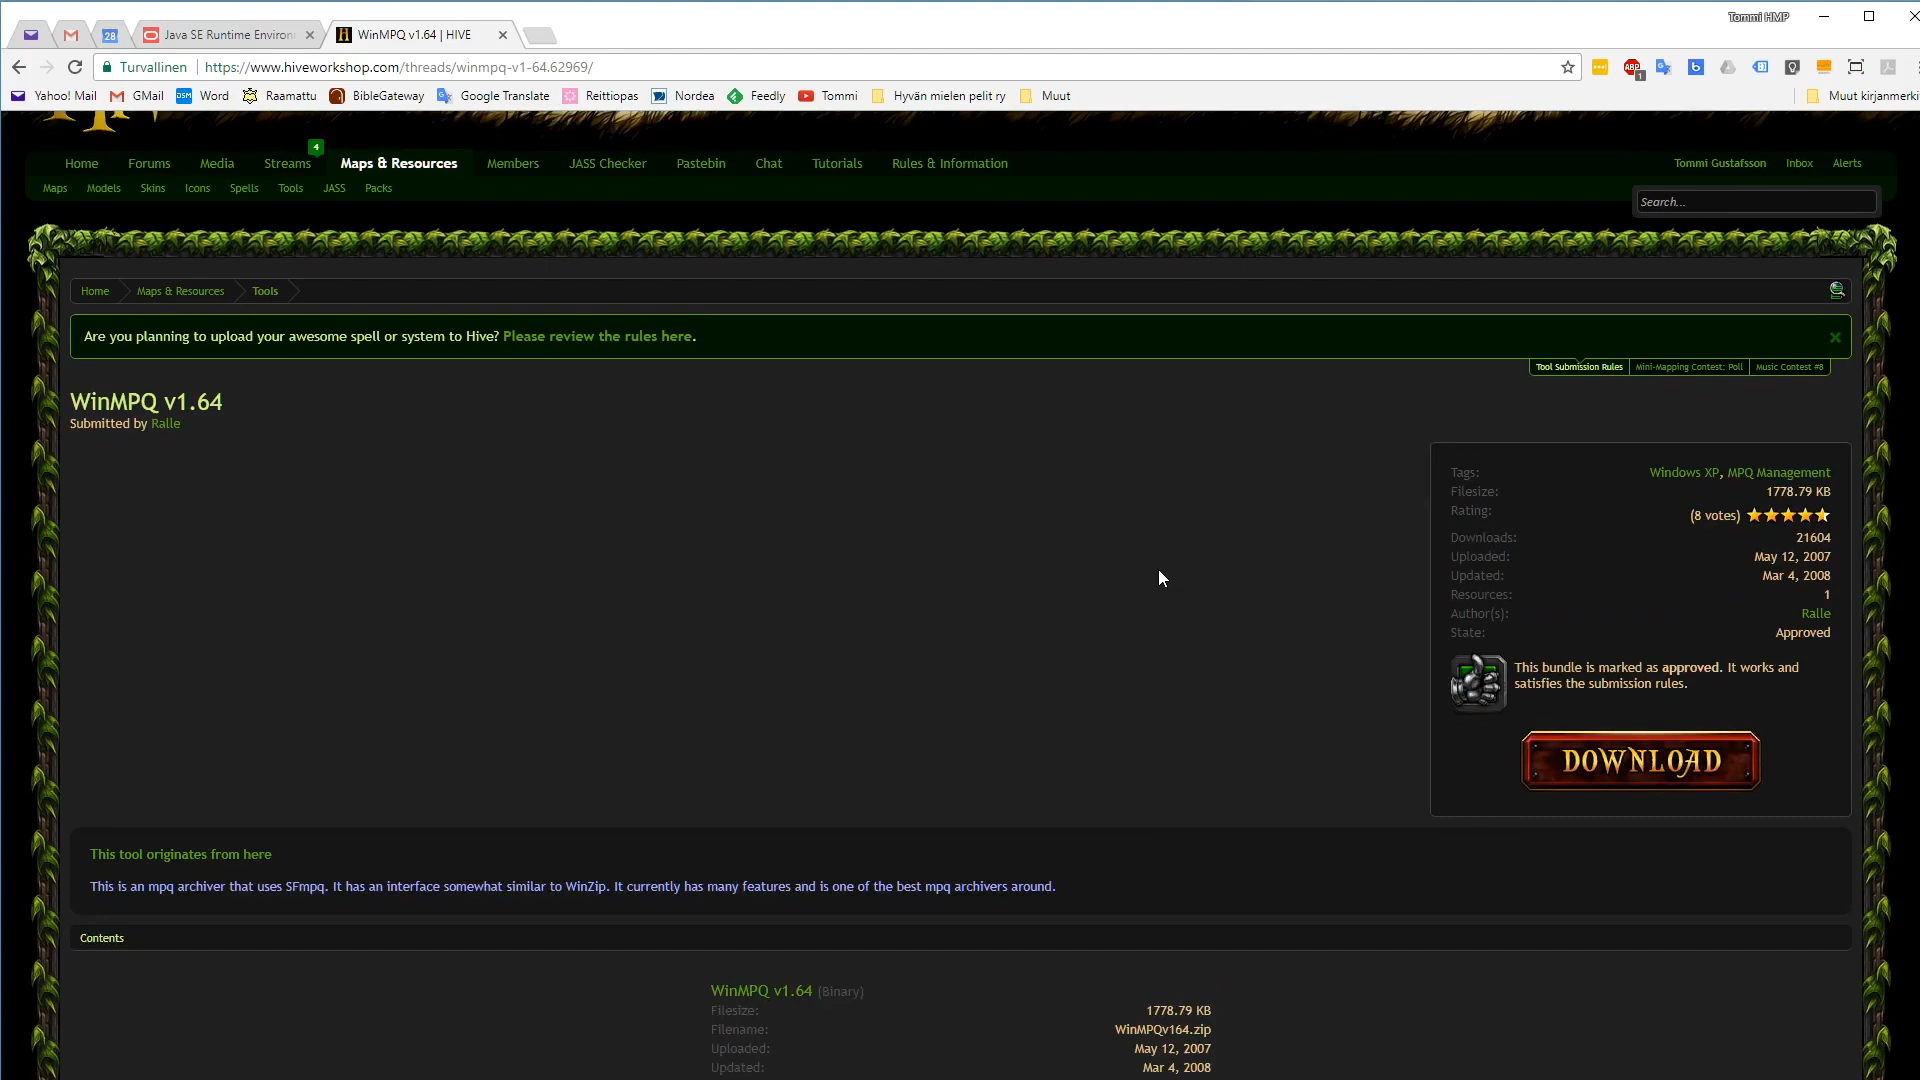 Tommi HMP
28
Java SE Runtime Environ
WinMPQ v1.64 | HIVE
Turvallinen
https://www.hiveworkshop.com/threads/winmpq-v1-64.62969/
ABP
1
Yahoo! Mail
GMail
Word
Raamattu
BibleGateway
Google Translate
Reittiopas
Nordea
Feedly
Tommi
Hyvän mielen pelit ry
Muut
Muut kirjanmerki
4
Home
Forums
Media
Streams
Maps & Resources
Members
JASS Checker
Pastebin
Chat
Tutorials
Rules & Information
Tommi Gustafsson
Inbox
Alerts
Maps
Models
Skins
Icons
Spells
Tools
JASS
Packs
Search...
Home
Maps & Resources
Tools
Are you planning to upload your awesome spell or system to Hive? Please review the rules here.
Tool Submission Rules
Mini-Mapping Contest: Poll
Music Contest #8
WinMPQ v1.64
Submitted by Ralle
Tags: Windows XP, MPQ Management
Filesize: 1778.79 KB
Rating: (8 votes)
Downloads: 21604
Uploaded: May 12, 2007
Updated: Mar 4, 2008
Resources: 1
Author(s): Ralle
State: Approved
This bundle is marked as approved. It works and
satisfies the submission rules.
DOWNLOAD
This tool originates from here
This is an mpq archiver that uses SFmpq. It has an interface somewhat similar to WinZip. It currently has many features and is one of the best mpq archivers around.
Contents
WinMPQ v1.64 (Binary)
Filesize: 1778.79 KB
Filename: WinMPQv164.zip
Uploaded: May 12, 2007
Updated: Mar 4, 2008